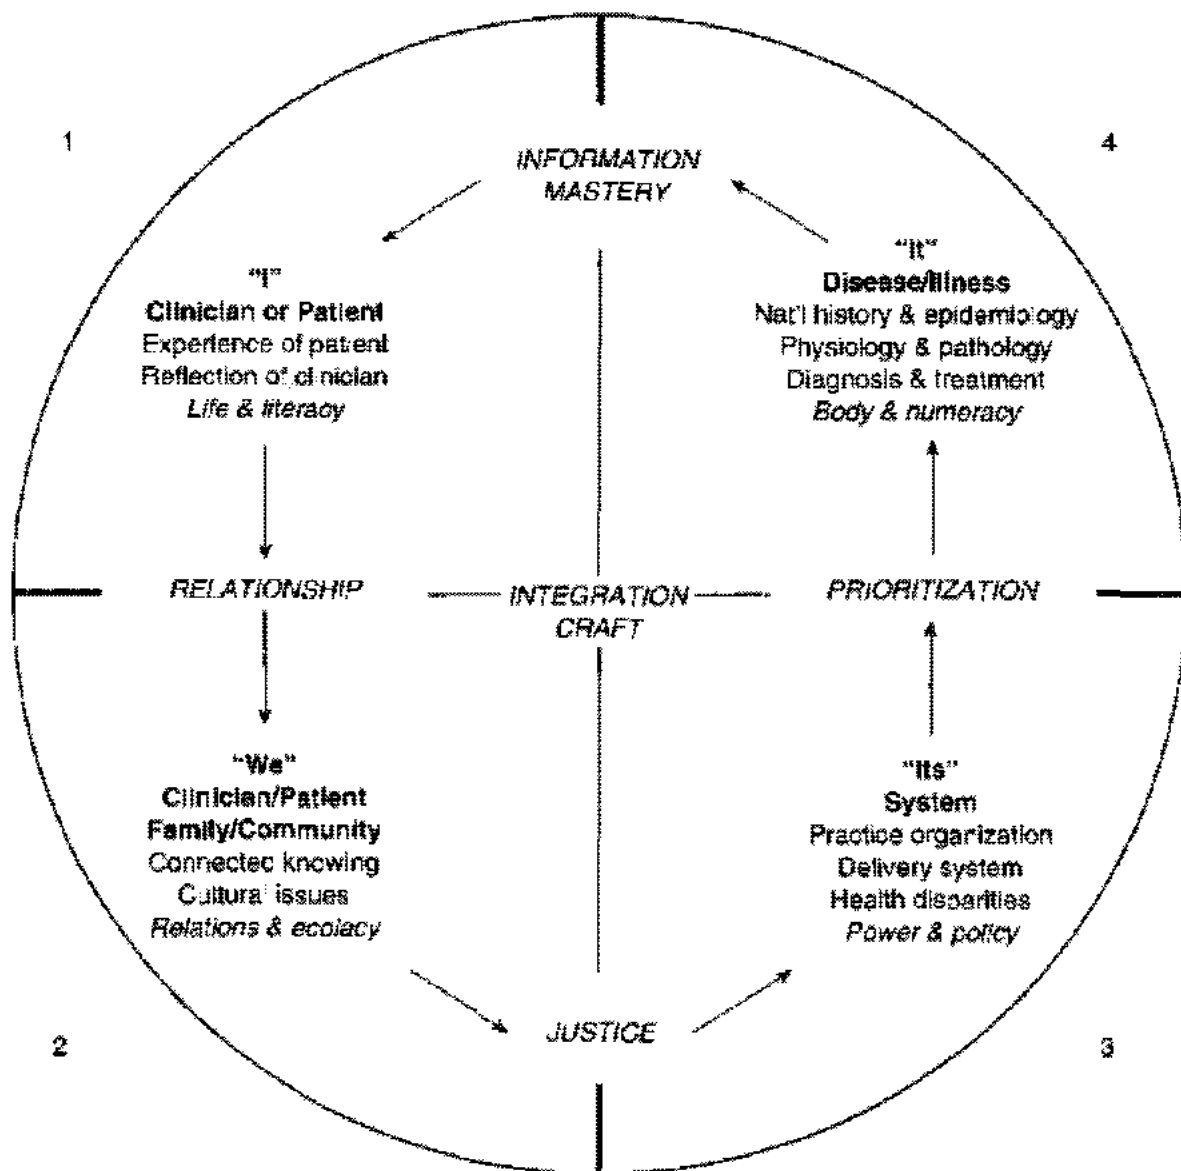 1
4
INFORMATION
MASTERY
"I"
Clinician or Patient
Experience of patient
Reflection of clinician
Life & literacy
"It"
Disease/Illness
Nat'l history & epidemiology
Physiology & pathology
Diagnosis & treatment
Body & numeracy
RELATIONSHIP
INTEGRATION
CRAFT
PRIORITIZATION
"We"
Clinician/Patient
Family/Community
Connected knowing
Cultural issues
Relations & ecolacy
"Its"
System
Practice organization
Delivery system
Health disparities
Power & policy
JUSTICE
2
3